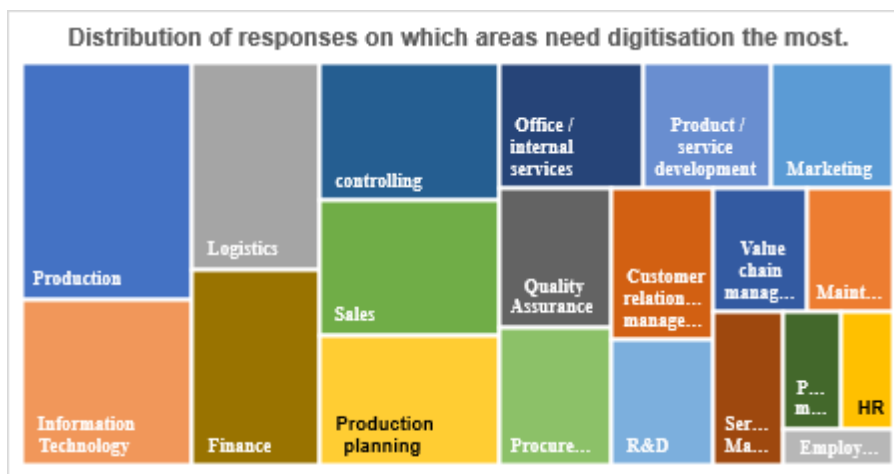 Distribution of responses on which areas need digitisation the most.
Production
Information
Technology
Logistics
Finance
controlling
Sales
Production
planning
Office /
internal
services
Product /
service
development
Marketing
Quality
Assurance
Customer
relation...
manage...
Value
chain
manag...
Maint...
Procure...
R&D
Ser...
Ma...
P...
m...
HR
Employ...